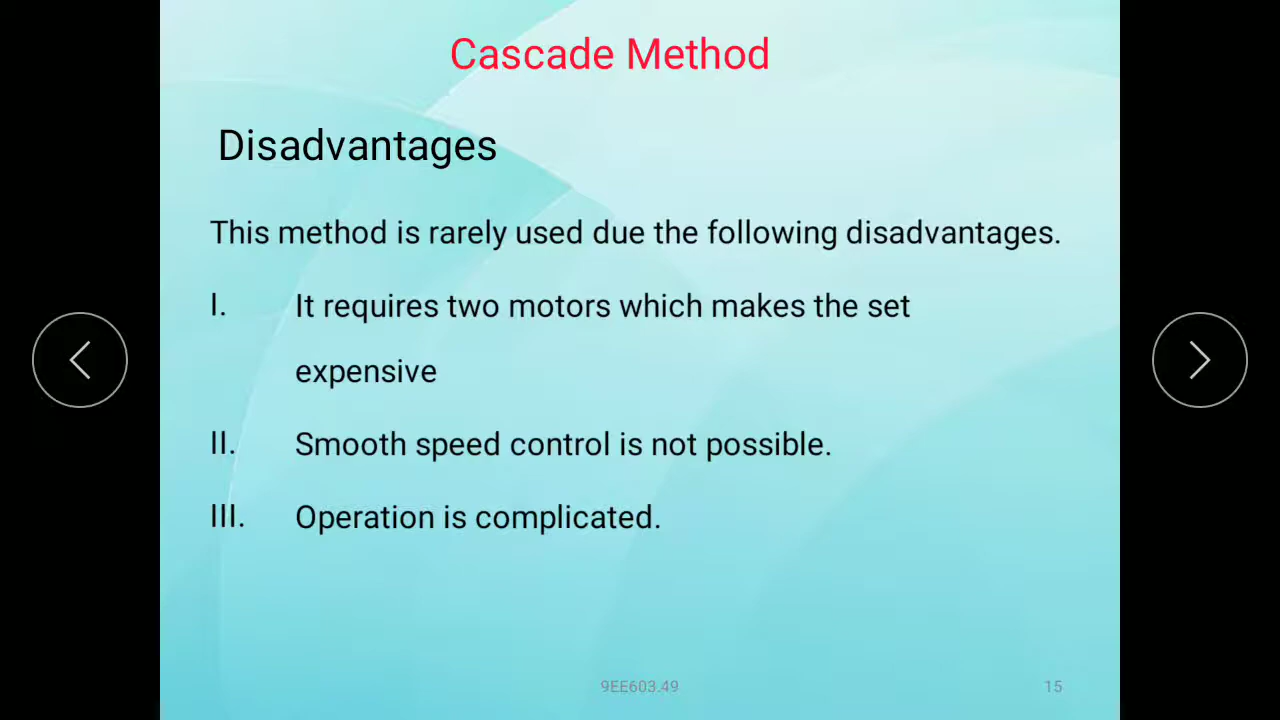 Cascade Method
Disadvantages
This method is rarely used due the following disadvantages.
I. It requires two motors which makes the set
expensive
II. Smooth speed control is not possible.
III. Operation is complicated.
9EE603.49
15